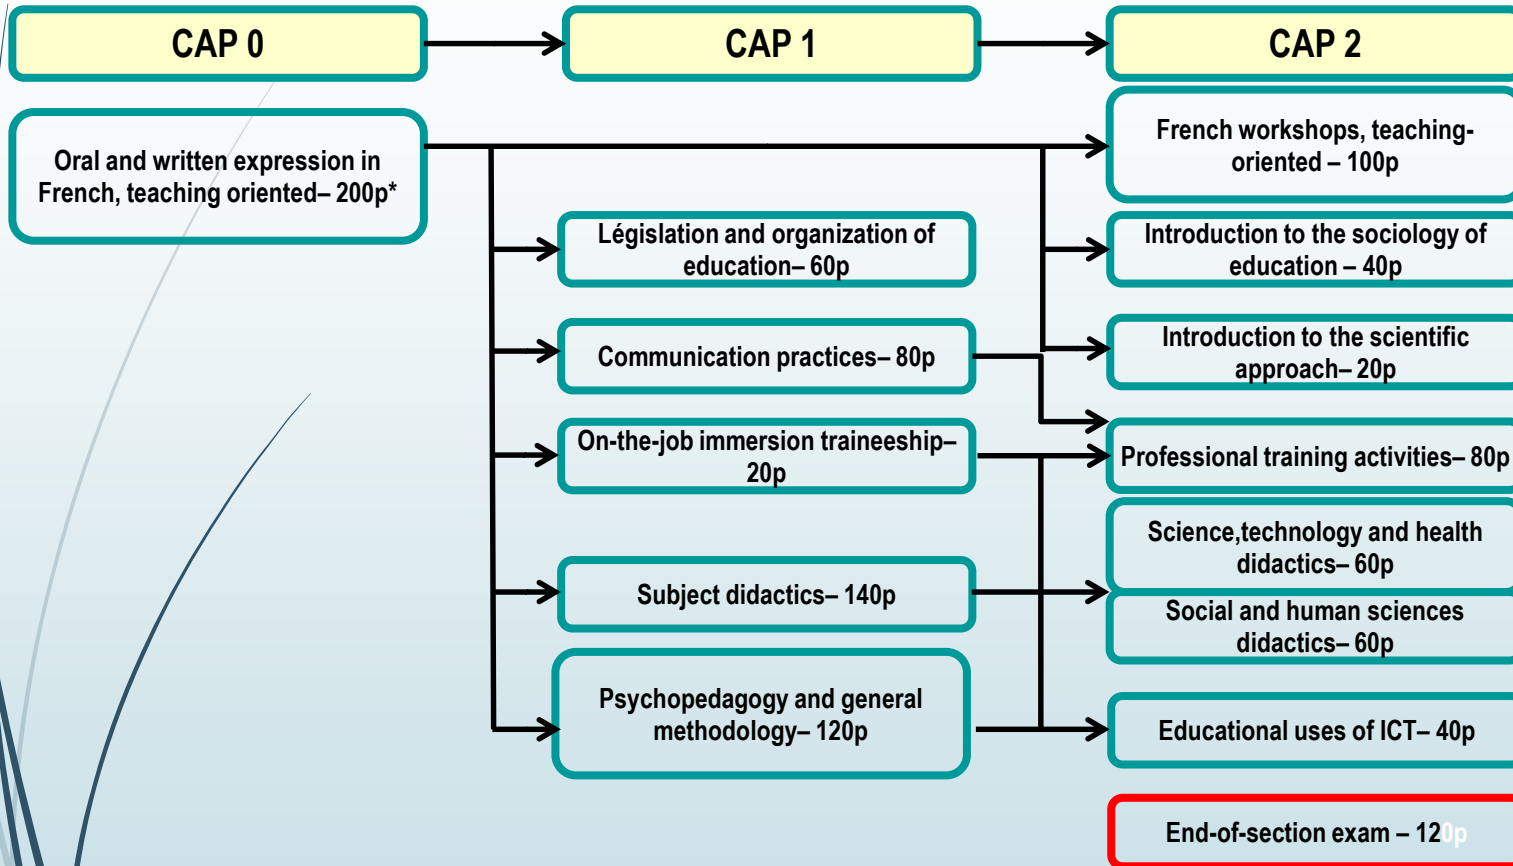 CAP 0
CAP 1
CAP 2
Oral and written expression in
French, teaching oriented– 200p*
French workshops, teaching-
oriented – 100p
Législation and organization of
education– 60p
Introduction to the sociology of
education – 40p
Communication practices– 80p
Introduction to the scientific
approach– 20p
On-the-job immersion traineeship–
20p
Professional training activities– 80p
Subject didactics– 140p
Science,technology and health
didactics– 60p
Social and human sciences
didactics– 60p
Psychopedagogy and general
methodology– 120p
Educational uses of ICT– 40p
End-of-section exam – 120p